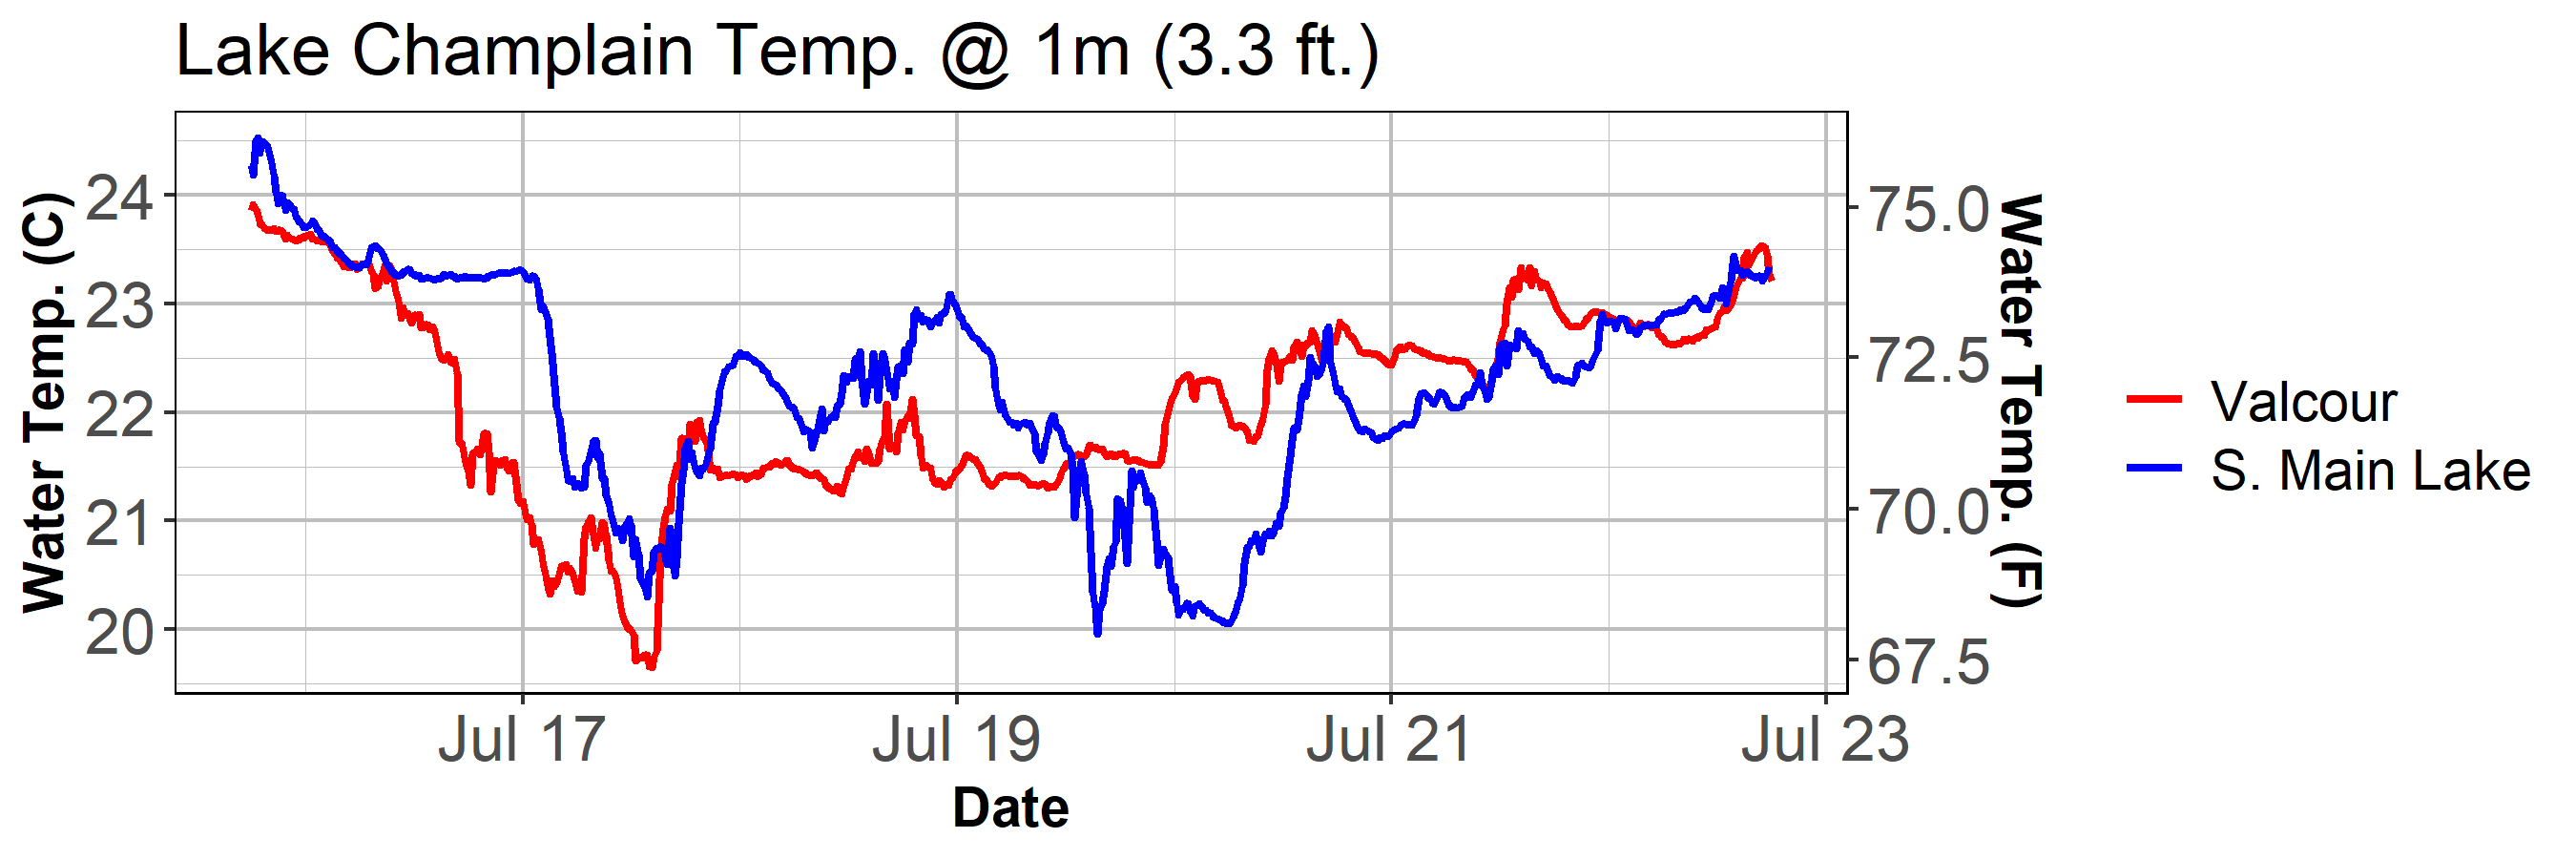 Lake Champlain Temp. @ 1m (3.3 ft.)
Water Temp. (C)
24
23
22
21
20
75.0
72.5
70.0
67.5
Water Temp. (F)
Jul 17
Jul 19
Jul 21
Jul 23
Date
Valcour
S. Main Lake